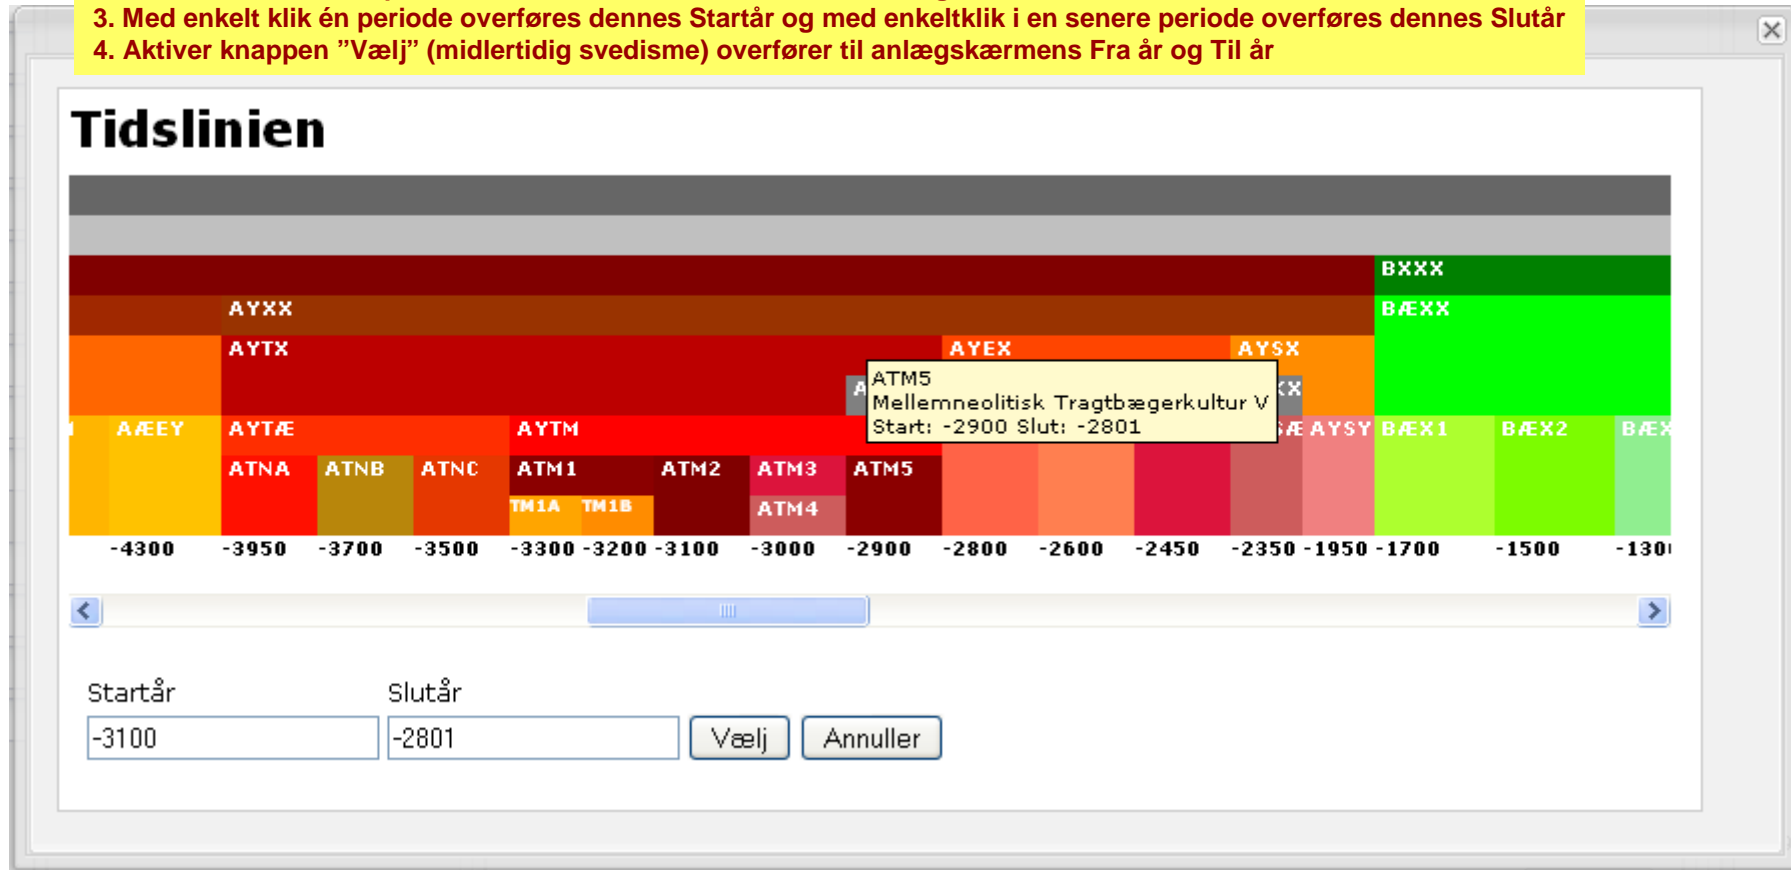 3. Med enkelt klik én periode overføres dennes Startår og med enkeltklik i en senere periode overføres dennes Slutår
4. Aktiver knappen ”Vælj” (midlertidig svedisme) overfører til anlægskærmens Fra år og Til år
Tidslinien
BXXX
AYXX BÆXX
AYTX AYEX AYSX
ATM5
Mellemneolitisk Tragtbægerkultur V
Start: -2900 Slut: -2801
AÆEY AYTÆ AYTM AYSY BÆX1 BÆX2
ATNA ATNB ATNC ATM1 ATM2 ATM3 ATM5
TM1A TM1B ATM4
-4300 -3950 -3700 -3500 -3300 -3200 -3100 -3000 -2900 -2800 -2600 -2450 -2350 -1950 -1700 -1500
Startår Slutår
-3100 -2801 Vælj Annuller